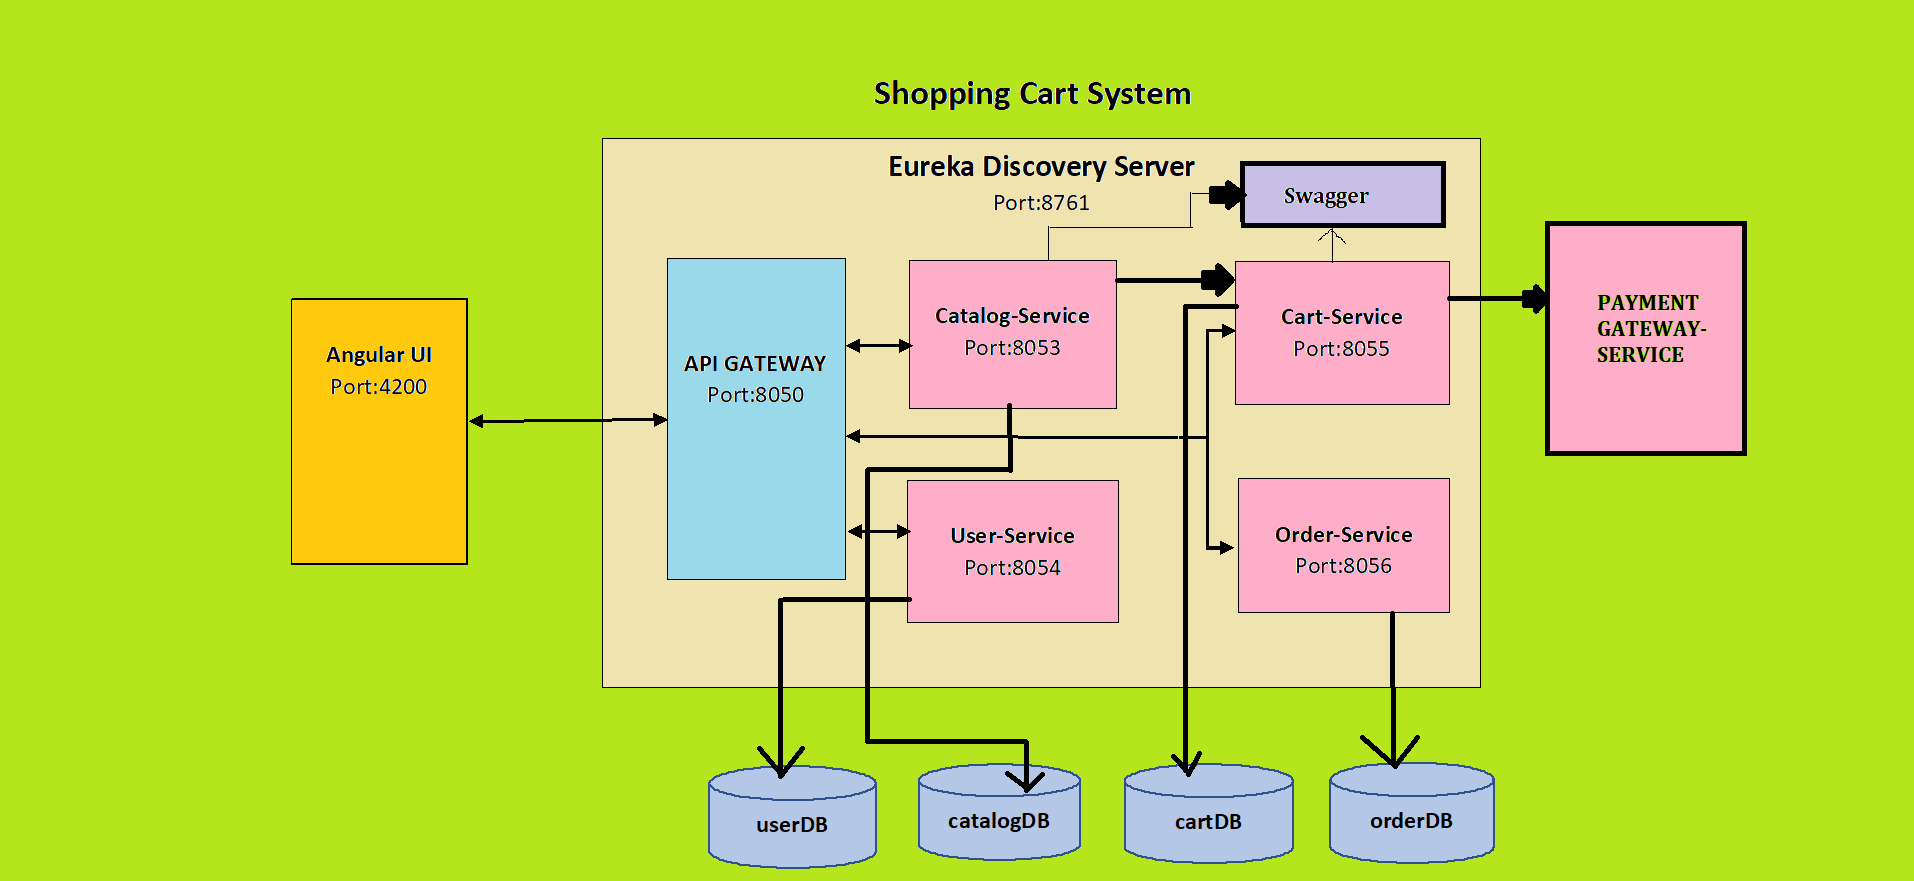 Shopping Cart System
Eureka Discovery Server
Port:8761
Swagger
Angular UI
Port:4200
API GATEWAY
Port:8050
Catalog-Service
Port:8053
Cart-Service
Port:8055
PAYMENT
GATEWAY-
SERVICE
User-Service
Port:8054
Order-Service
Port:8056
userDB
catalogDB
cartDB
orderDB